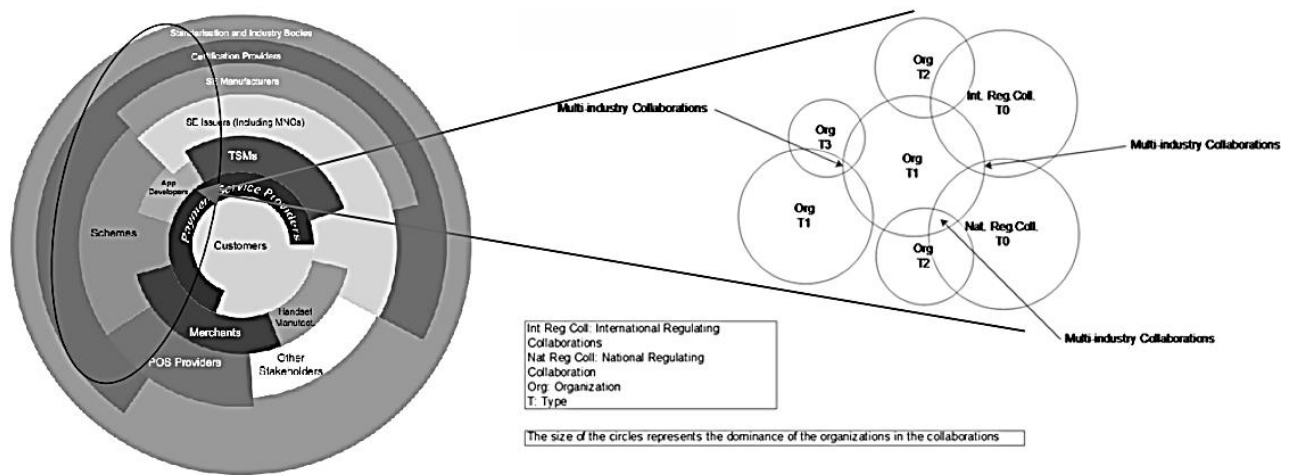 Standardisation and Industry Bodies
Certification Providers
SE Manufacturers
SE Issuers (Including MNOs)
TSMs
App
Developers
Payment Service Providers
Schemes
Customers
Merchants
Handset
Manufact.
POS Providers
Other
Stakeholders
Org
T2
Int. Reg Coll.
T0
Multi-industry Collaborations
Org
T3
Org
T1
Multi-industry Collaborations
Org
T1
Nat. Reg Coll.
T0
Org
T2
Multi-industry Collaborations
Int Reg Coll: International Regulating
Collaborations
Nat Reg Coll: National Regulating
Collaboration
Org: Organization
T: Type
The size of the circles represents the dominance of the organizations in the collaborations